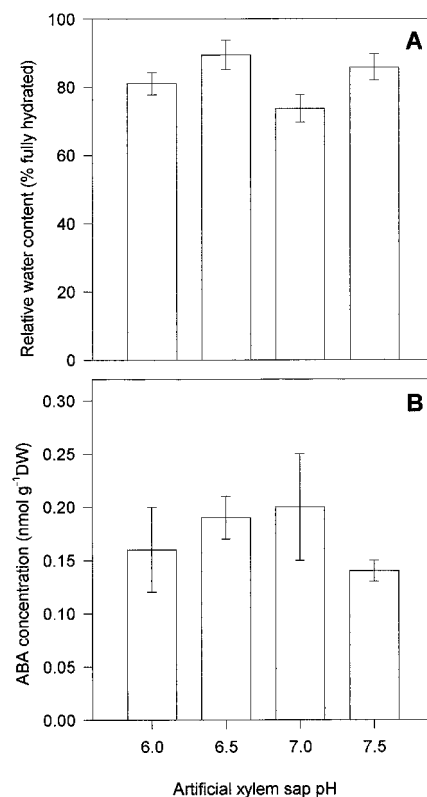 A
100
80
60
40
20
0
Relative water content (% fully hydrated)
B
0.30
0.25
0.20
0.15
0.10
0.05
0.00
ABA concentration (nmol g⁻¹DW)
6.0 6.5 7.0 7.5
Artificial xylem sap pH